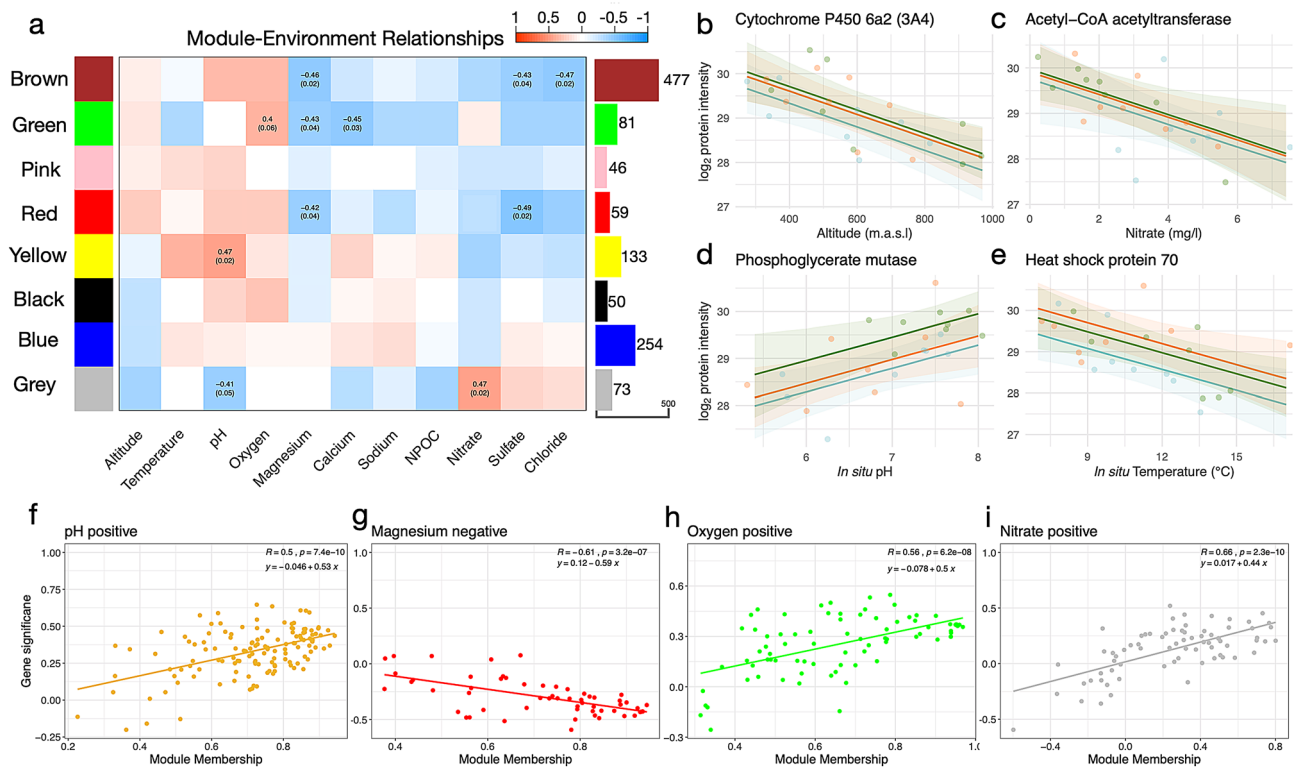 a
Module-Environment Relationships
1 0.5 0 -0.5 -1
Brown
-0.46
(0.02)
-0.43
(0.04)
-0.47
(0.02)
477
Green
0.4
(0.06)
-0.43
(0.04)
-0.45
(0.03)
81
Pink
46
Red
-0.42
(0.04)
-0.49
(0.02)
59
Yellow
0.47
(0.02)
133
Black
50
Blue
254
Grey
-0.41
(0.05)
0.47
(0.02)
73
500
Altitude
Temperature
pH
Oxygen
Magnesium
Calcium
Sodium
NPOC
Nitrate
Sulfate
Chloride
b
Cytochrome P450 6a2 (3A4)
log2 protein intensity
30
29
28
27
400 600 800 1000
Altitude (m.a.s.l)
c
Acetyl−CoA acetyltransferase
30
29
28
27
0 2 4 6
Nitrate (mg/l)
d
Phosphoglycerate mutase
log2 protein intensity
31
30
29
28
6 7 8
In situ pH
e
Heat shock protein 70
31
30
29
28
27
9 12 15
In situ Temperature (°C)
f
pH positive
R = 0.5 , p = 7.4e−10
y = −0.046 + 0.53 x
Gene significane
1.00
0.75
0.50
0.25
0.00
-0.25
0.2 0.4 0.6 0.8
Module Membership
g
Magnesium negative
R = −0.61 , p = 3.2e−07
y = 0.12 − 0.59 x
1.0
0.5
0.0
-0.5
0.4 0.6 0.8
Module Membership
h
Oxygen positive
R = 0.56 , p = 6.2e−08
y = −0.078 + 0.5 x
0.6
0.3
0.0
-0.3
0.4 0.6 0.8 1.0
Module Membership
i
Nitrate positive
R = 0.66 , p = 2.3e−10
y = 0.017 + 0.44 x
1.0
0.5
0.0
-0.5
-0.4 0.0 0.4 0.8
Module Membership